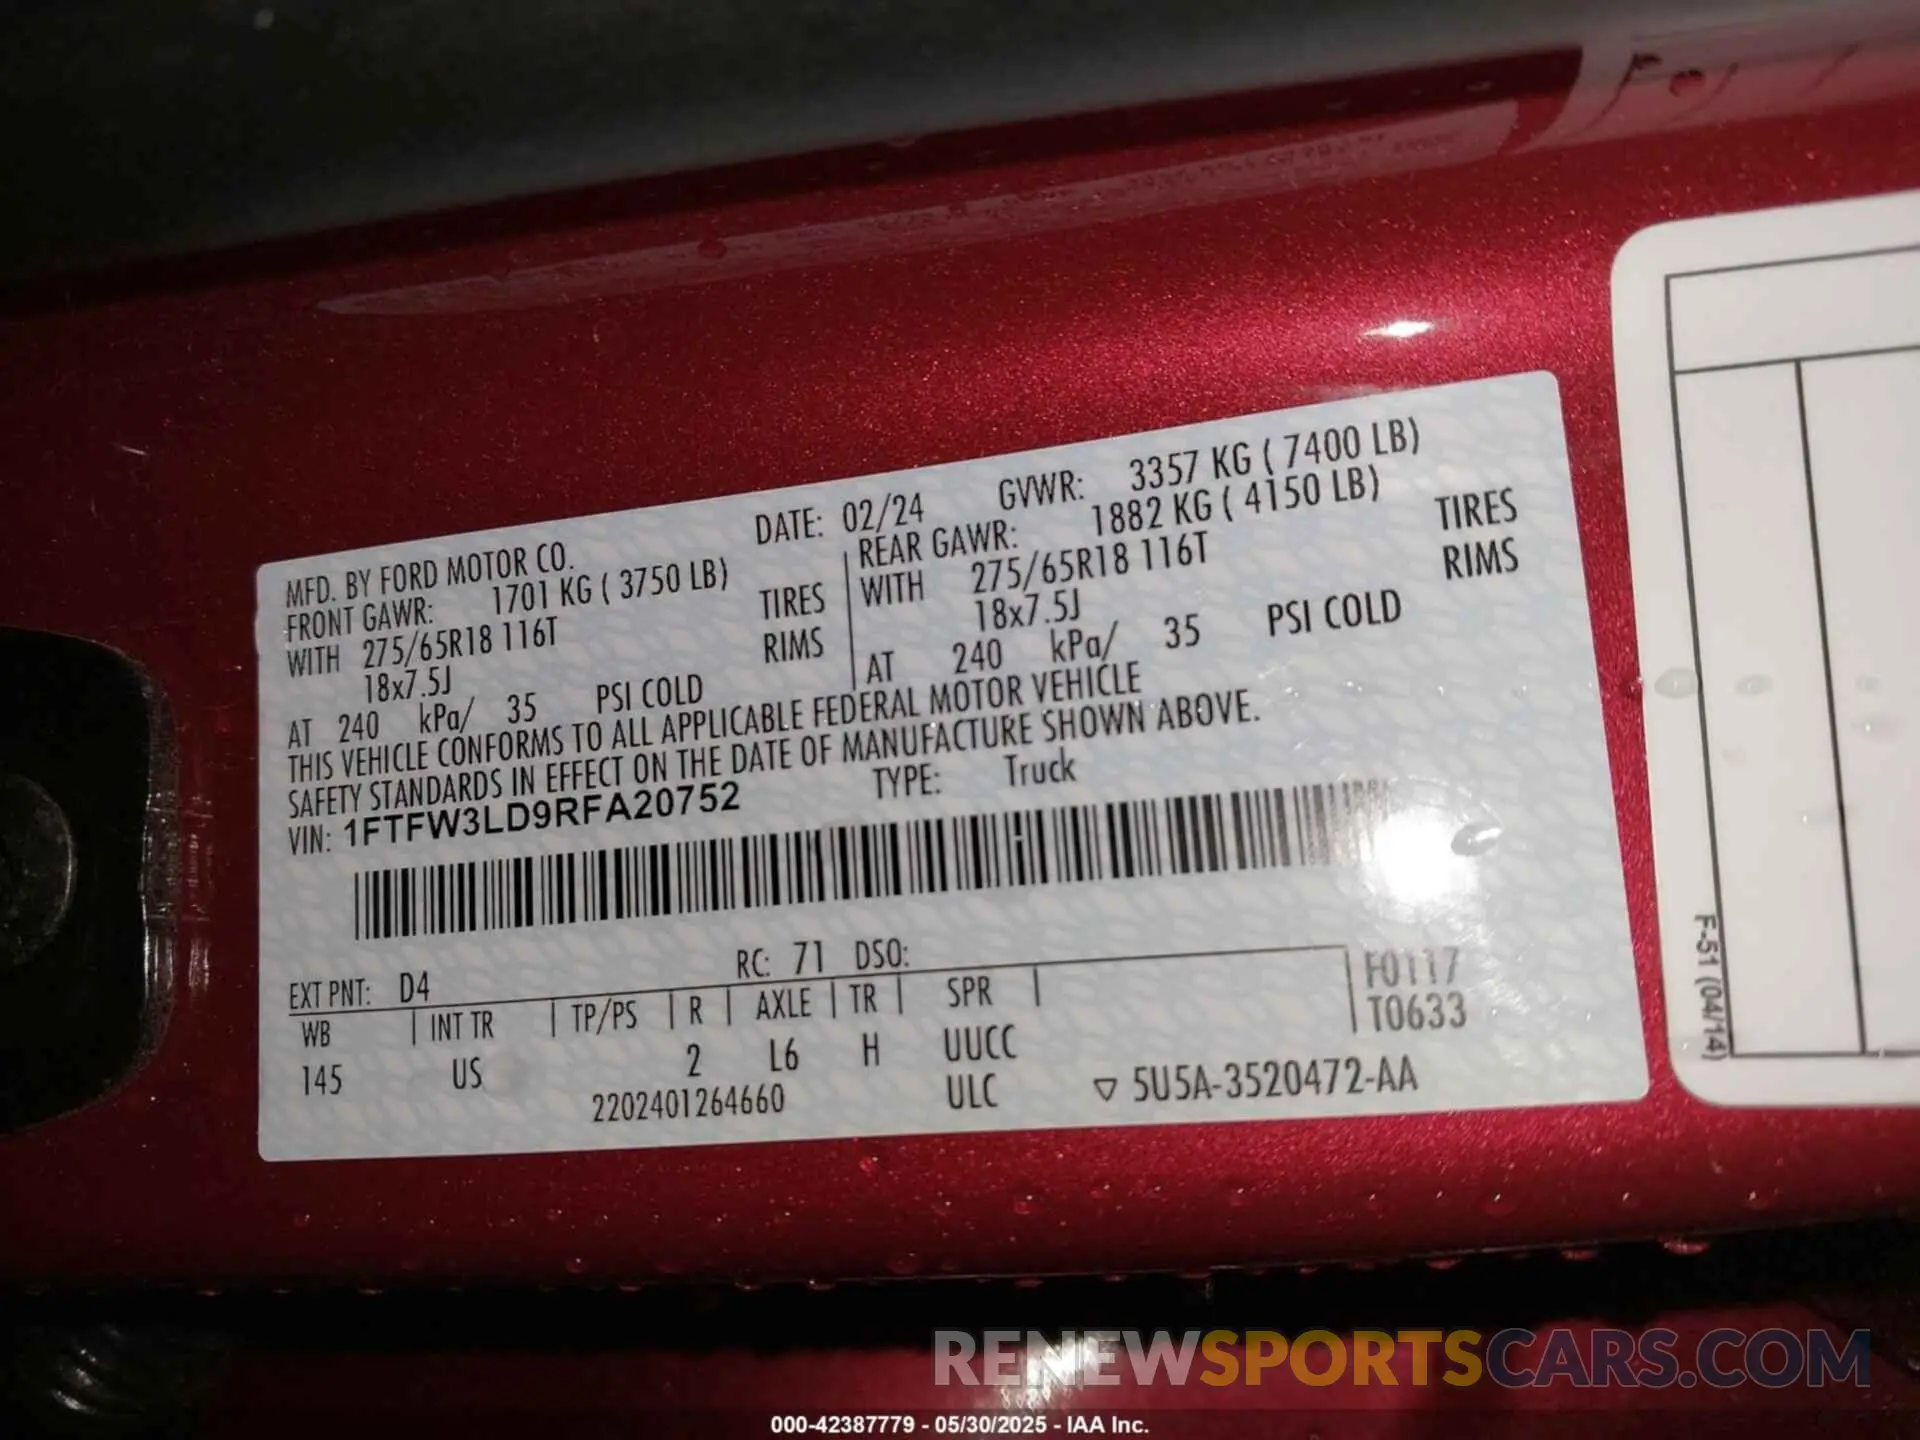 MFD. BY FORD MOTOR CO.
DATE: 02/24
GVWR: 3357 KG ( 7400 LB)
FRONT GAWR: 1701 KG ( 3750 LB)
WITH 275/65R18 116T TIRES
18x7.5J RIMS
AT 240 kPa/ 35 PSI COLD
REAR GAWR: 1882 KG ( 4150 LB)
WITH 275/65R18 116T TIRES
18x7.5J RIMS
AT 240 kPa/ 35 PSI COLD
THIS VEHICLE CONFORMS TO ALL APPLICABLE FEDERAL MOTOR VEHICLE
SAFETY STANDARDS IN EFFECT ON THE DATE OF MANUFACTURE SHOWN ABOVE.
VIN: 1FTFW3LD9RFA20752
TYPE: Truck
EXT PNT: D4 RC: 71 DSO:
WB | INT TR | TP/PS | R | AXLE | TR | SPR |
145 US 2 L6 H UUCC
2202401264660 ULC ▽ 5U5A-3520472-AA
F0117
T0633
F-51 (04/14)
RENEWSPORTSCARS.COM
000-42387779 - 05/30/2025 - IAA Inc.